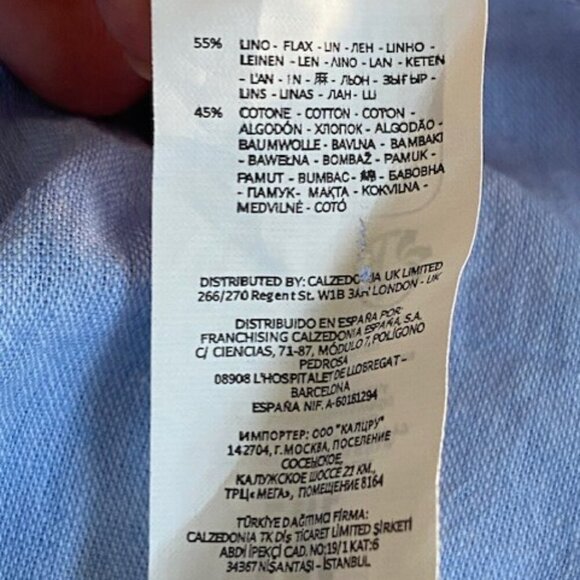 55% LINO - FLAX - LIN - ЛЕН - LINHO -
LEINEN - LEN - ΛΙΝΟ - LAN - KETEN
- LAN - IN - 麻 - ЛЬОН - ЗЫҒЫР -
LINS - LINAS - ЛАН - LLI
45% COTONE - COTTON - COTON -
ALGODÓN - ХЛОПОК - ALGODÃO -
BAUMWOLLE - BAVLNA - BAMBAKI
- BAWEŁNA - BOMBAŽ - PAMUK -
PAMUT - BUMBAC - 綿 - БАВОВНА
- ПАМУК - МАҚТА - KOKVILNA -
MEDVILNĖ - COTÓ
DISTRIBUTED BY: CALZEDONIA UK LIMITED
266/270 Regent St. W1B 3AH LONDON - UK
DISTRIBUIDO EN ESPAÑA POR:
FRANCHISING CALZEDONIA ESPAÑA, S.A.
C/ CIENCIAS, 71-87, MÓDULO 7, POLÍGONO
PEDROSA
08908 L'HOSPITALET DE LLOBREGAT -
BARCELONA
ESPAÑA N.I.F. A-60181294
ИМПОРТЕР: ООО "КАЛЦРУ"
142704, Г. МОСКВА, ПОСЕЛЕНИЕ
СОСЕНСКОЕ,
КАЛУЖСКОЕ ШОССЕ 21 КМ.,
ТРЦ «МЕГА», ПОМЕЩЕНИЕ 8164
TÜRKİYE DAĞITIMCI FİRMA:
CALZEDONIA TK DIŞ TİCARET LIMITED ŞİRKETİ
ABDİ İPEKÇİ CAD. NO:19/1 KAT:6
34367 NİŞANTAŞI - İSTANBUL